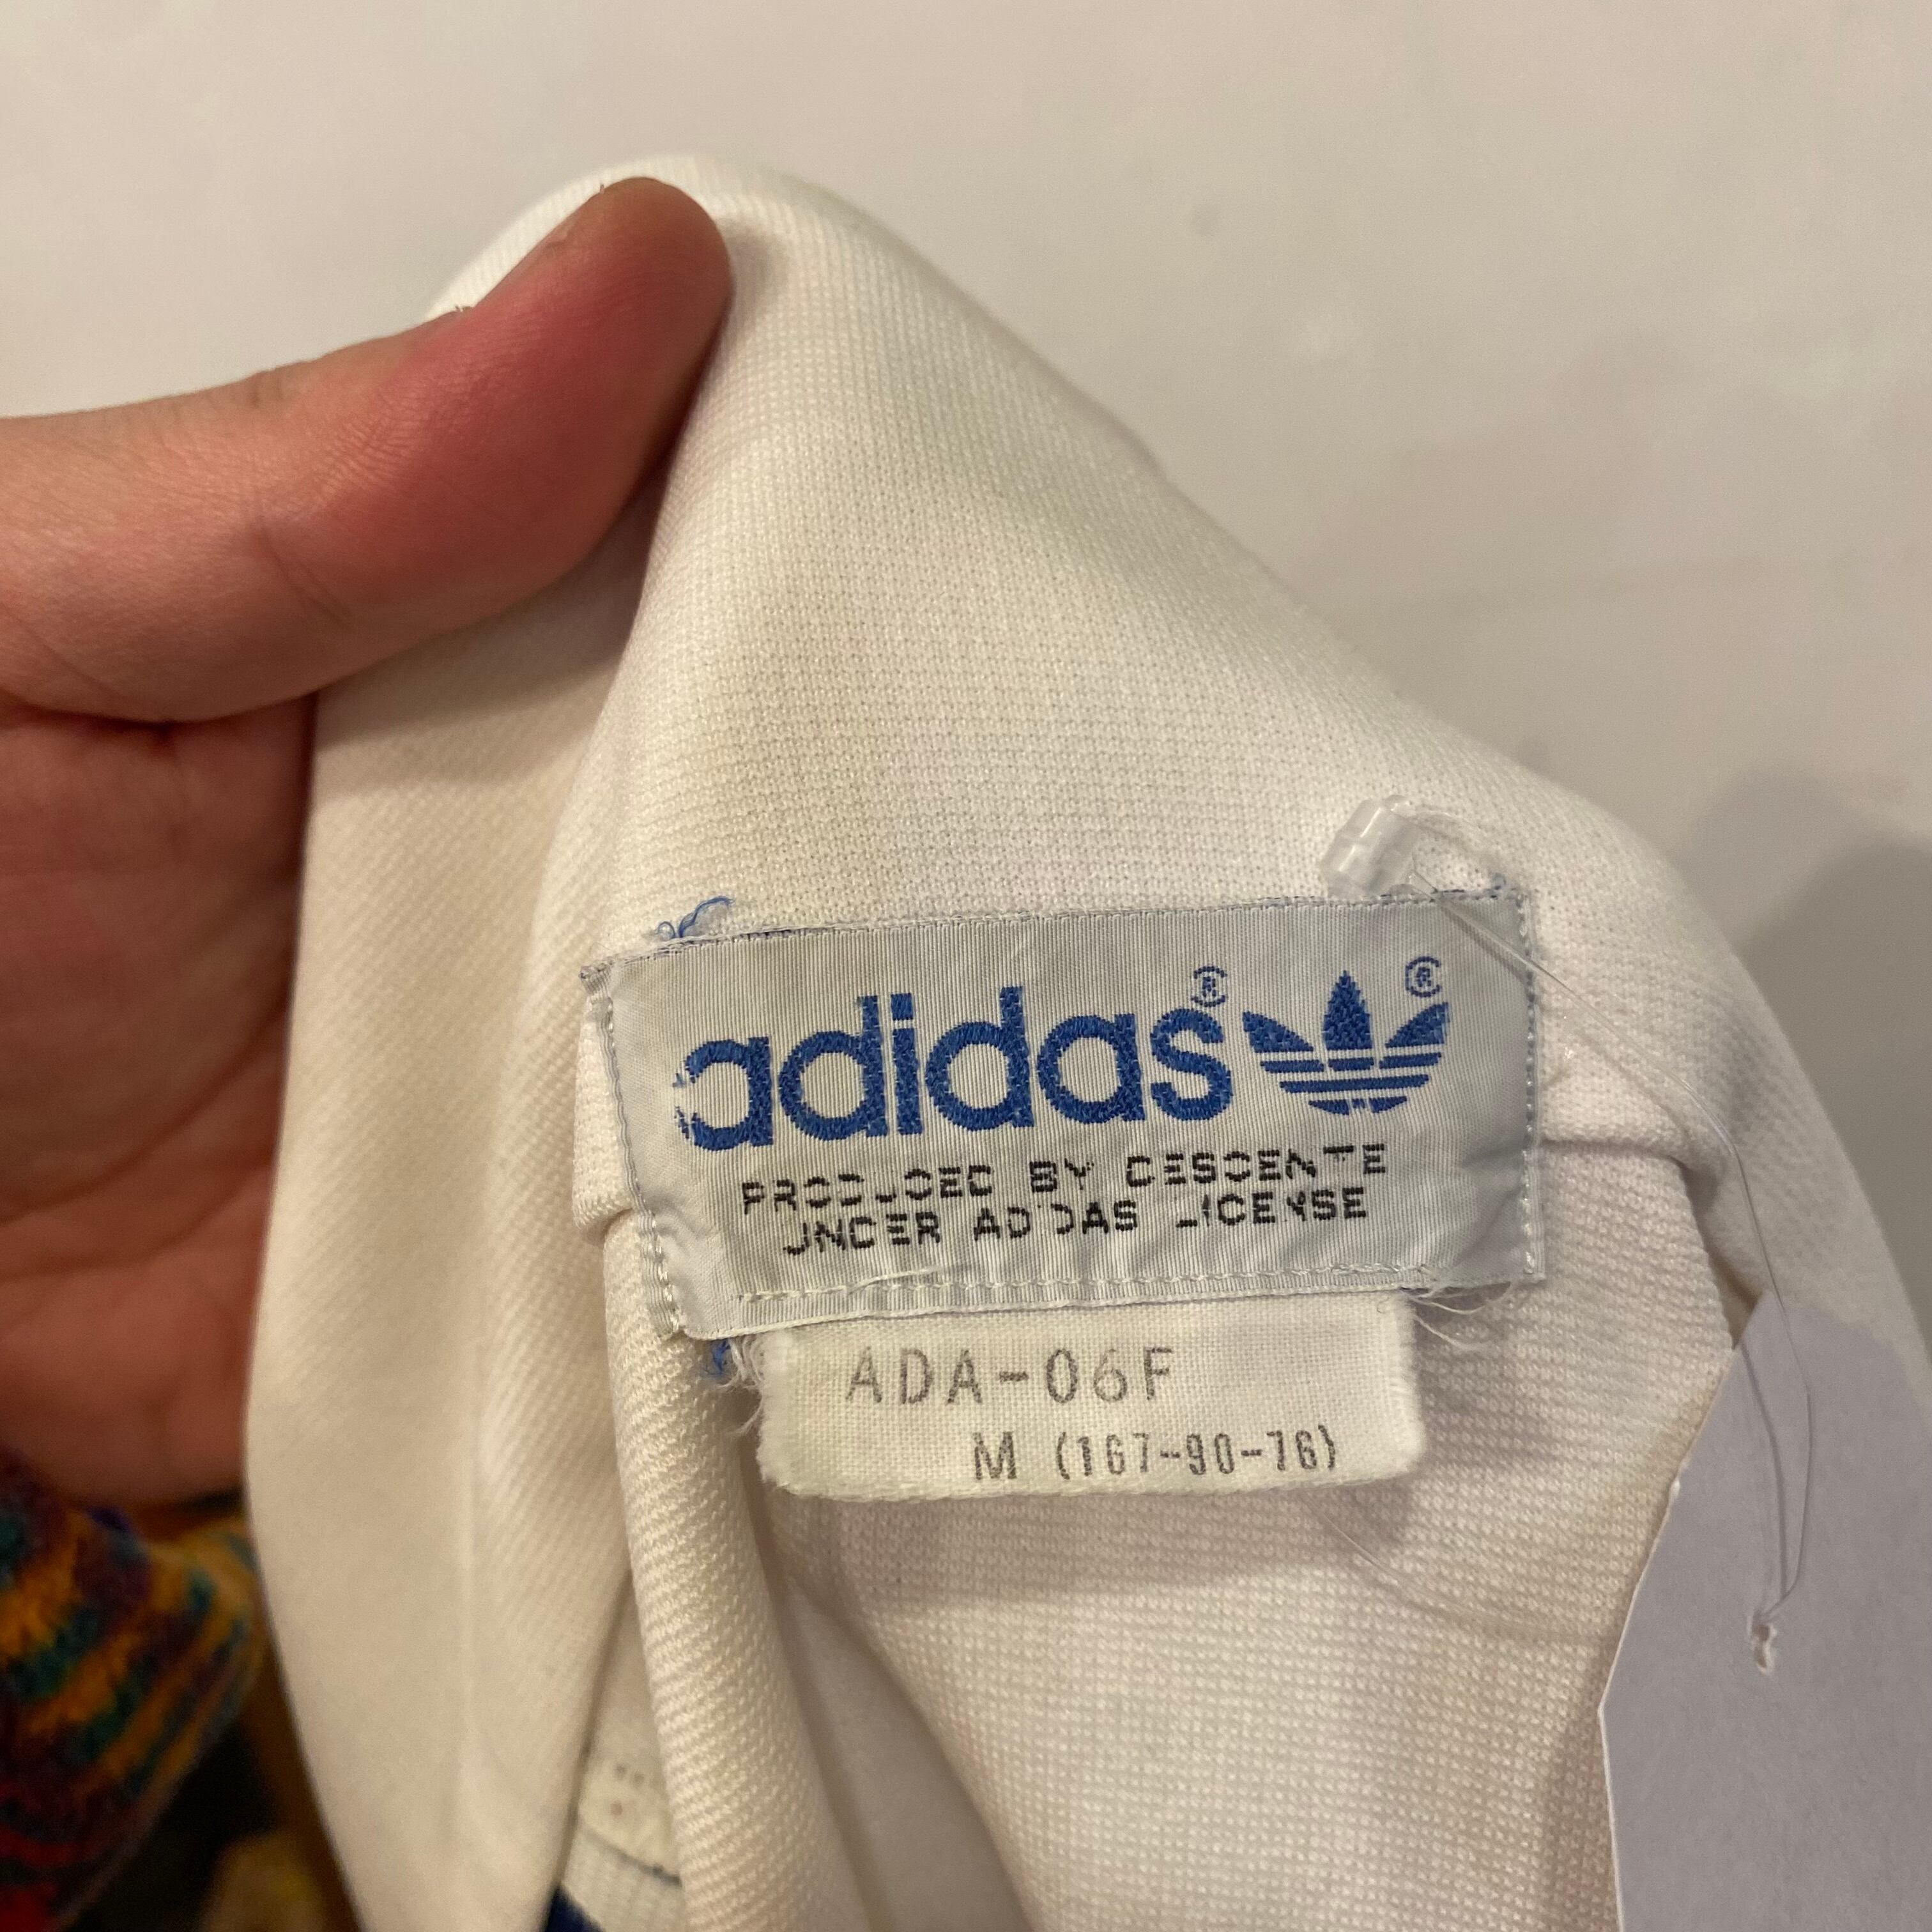 adidas® ®
PRODUCED BY DESCENTE
UNDER ADIDAS LICENSE
ADA-06F
M (167-90-76)